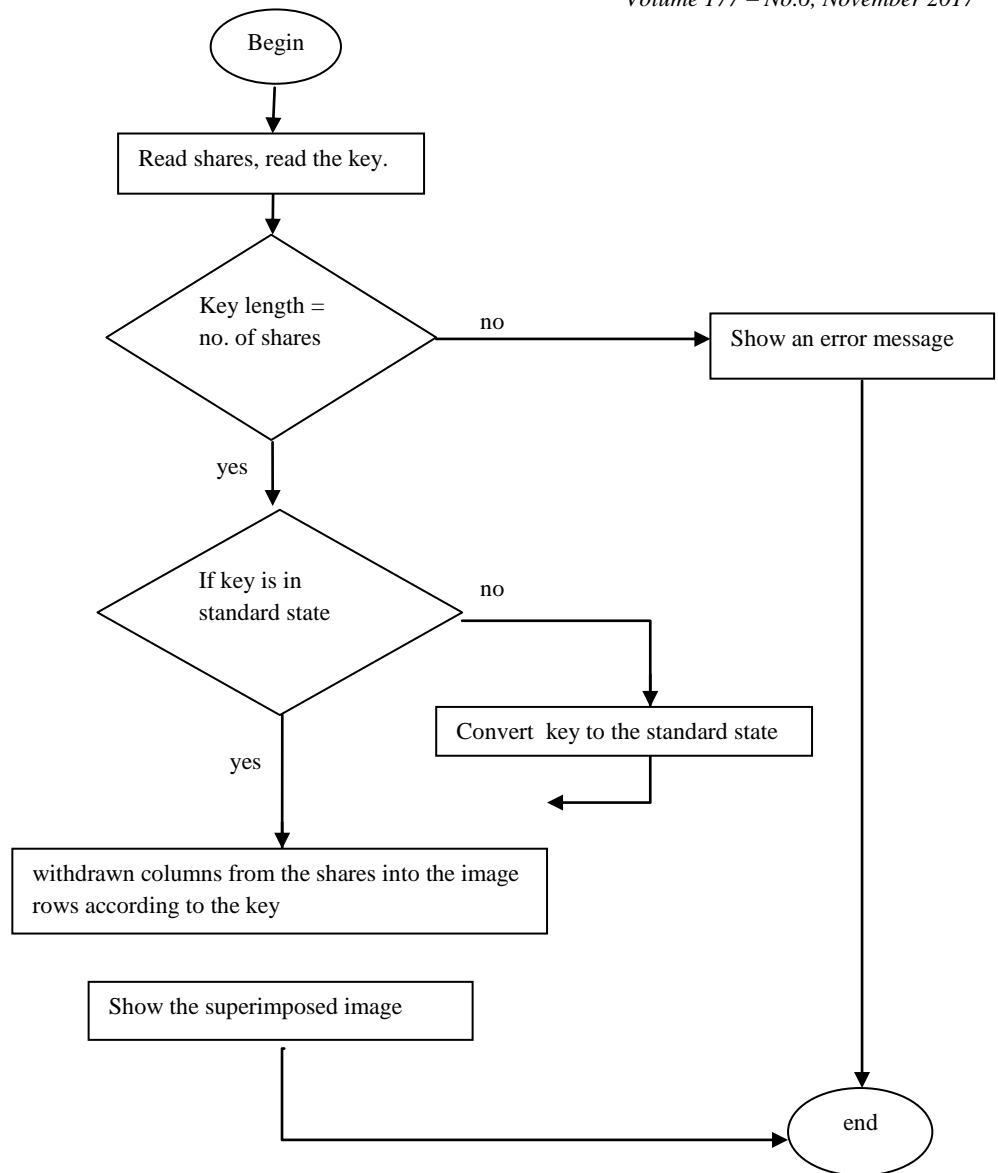 Volume 177 – No.6, November 2017
Begin
Read shares, read the key.
Key length =
no. of shares
no
Show an error message
yes
If key is in
standard state
no
Convert key to the standard state
yes
withdrawn columns from the shares into the image
rows according to the key
Show the superimposed image
end